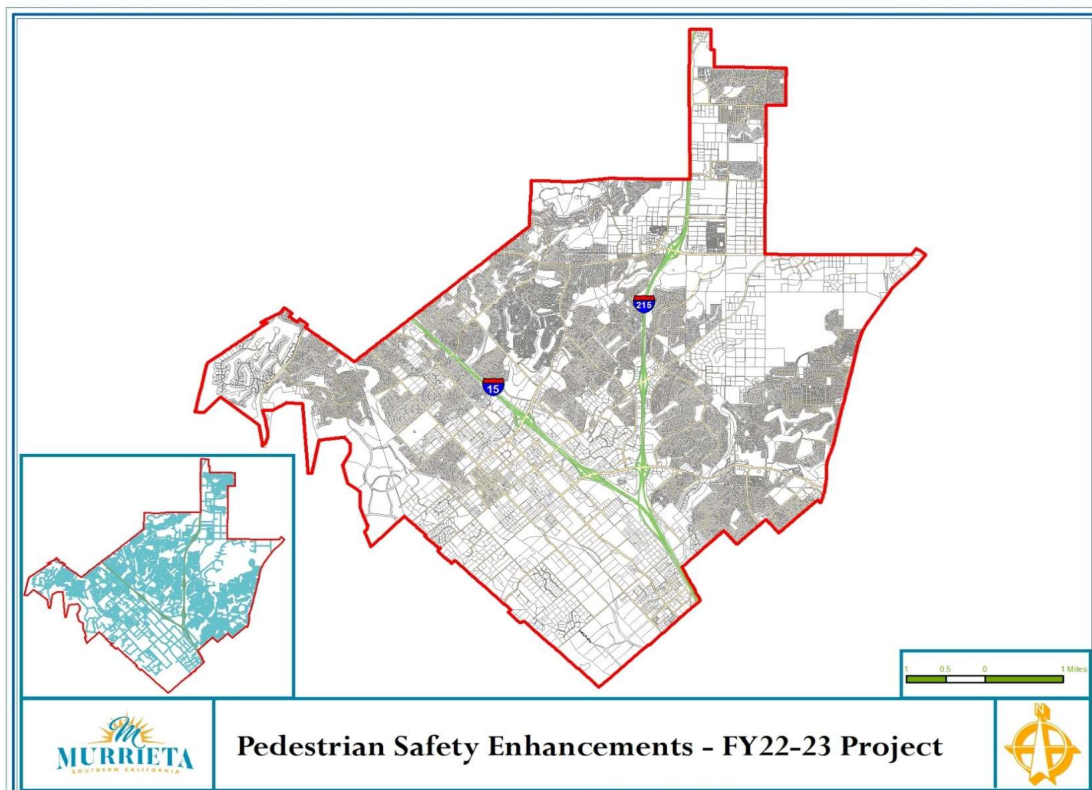 215
15
1 0.5 0 1 Miles
M
MURRIETA
SOUTHERN CALIFORNIA
Pedestrian Safety Enhancements - FY22-23 Project
N